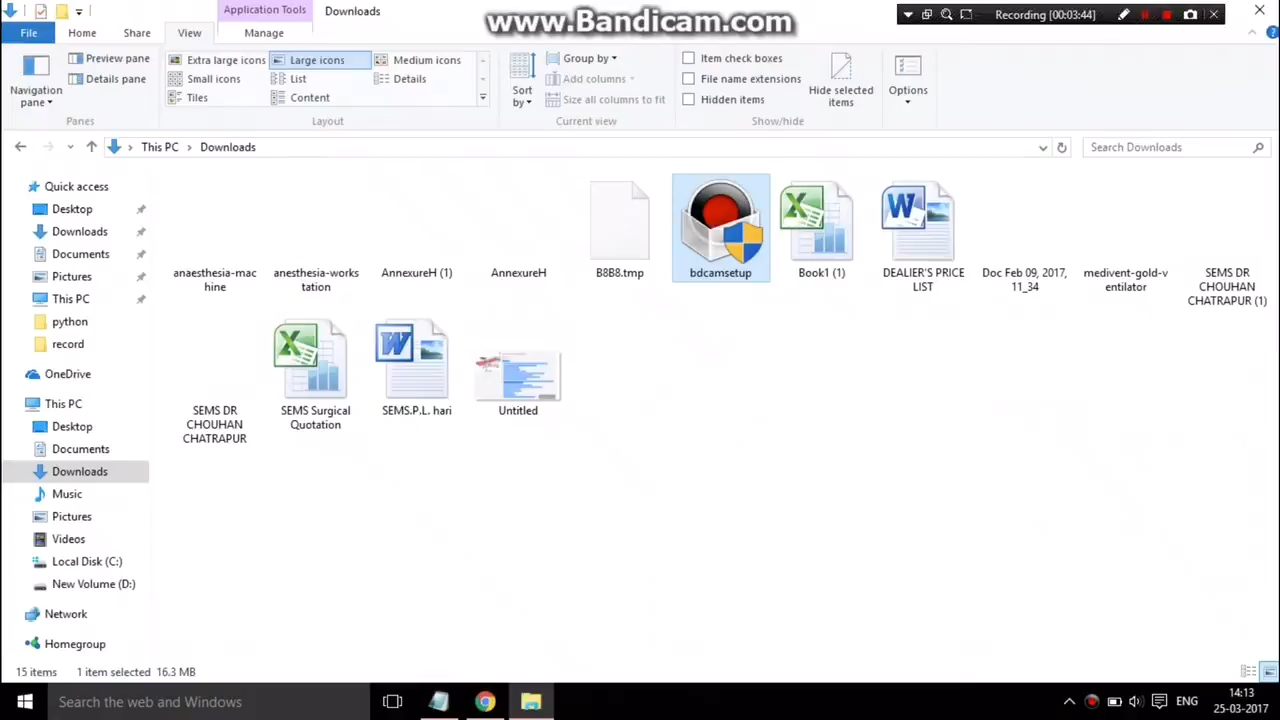 Application Tools
Downloads
www.Bandicam.com
Recording [00:03:44]
File
Home
Share
View
Manage
Navigation
pane
Preview pane
Details pane
Panes
Extra large icons
Large icons
Medium icons
Small icons
List
Details
Tiles
Content
Layout
Sort
by
Group by
Add columns
Size all columns to fit
Current view
Item check boxes
File name extensions
Hidden items
Hide selected
items
Show/hide
Options
This PC > Downloads
Search Downloads
Quick access
Desktop
Downloads
Documents
Pictures
This PC
python
record
OneDrive
This PC
Desktop
Documents
Downloads
Music
Pictures
Videos
Local Disk (C:)
New Volume (D:)
Network
Homegroup
anaesthesia-mac
hine
anesthesia-works
tation
AnnexureH (1)
AnnexureH
B8B8.tmp
bdcamsetup
Book1 (1)
DEALIER'S PRICE
LIST
Doc Feb 09, 2017,
11_34
medivent-gold-v
entilator
SEMS DR
CHOUHAN
CHATRAPUR (1)
SEMS DR
CHOUHAN
CHATRAPUR
SEMS Surgical
Quotation
SEMS.P.L. hari
Untitled
15 items
1 item selected 16.3 MB
Search the web and Windows
ENG
14:13
25-03-2017